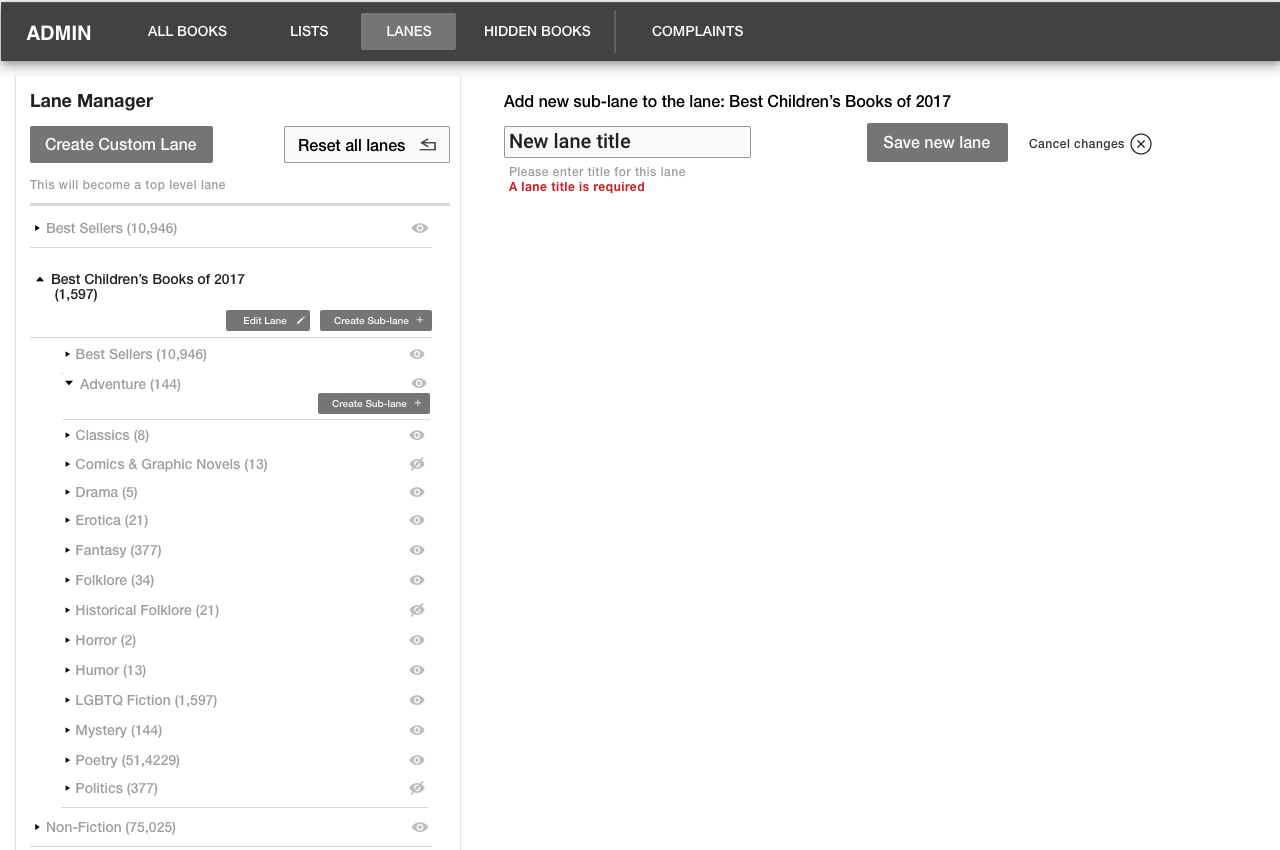 ADMIN ALL BOOKS LISTS LANES HIDDEN BOOKS COMPLAINTS
Lane Manager
Create Custom Lane Reset all lanes
This will become a top level lane
Best Sellers (10,946)
Best Children’s Books of 2017
(1,597)
Edit Lane Create Sub-lane +
Best Sellers (10,946)
Adventure (144)
Create Sub-lane +
Classics (8)
Comics & Graphic Novels (13)
Drama (5)
Erotica (21)
Fantasy (377)
Folklore (34)
Historical Folklore (21)
Horror (2)
Humor (13)
LGBTQ Fiction (1,597)
Mystery (144)
Poetry (51,4229)
Politics (377)
Non-Fiction (75,025)
Add new sub-lane to the lane: Best Children’s Books of 2017
New lane title Save new lane Cancel changes
Please enter title for this lane
A lane title is required